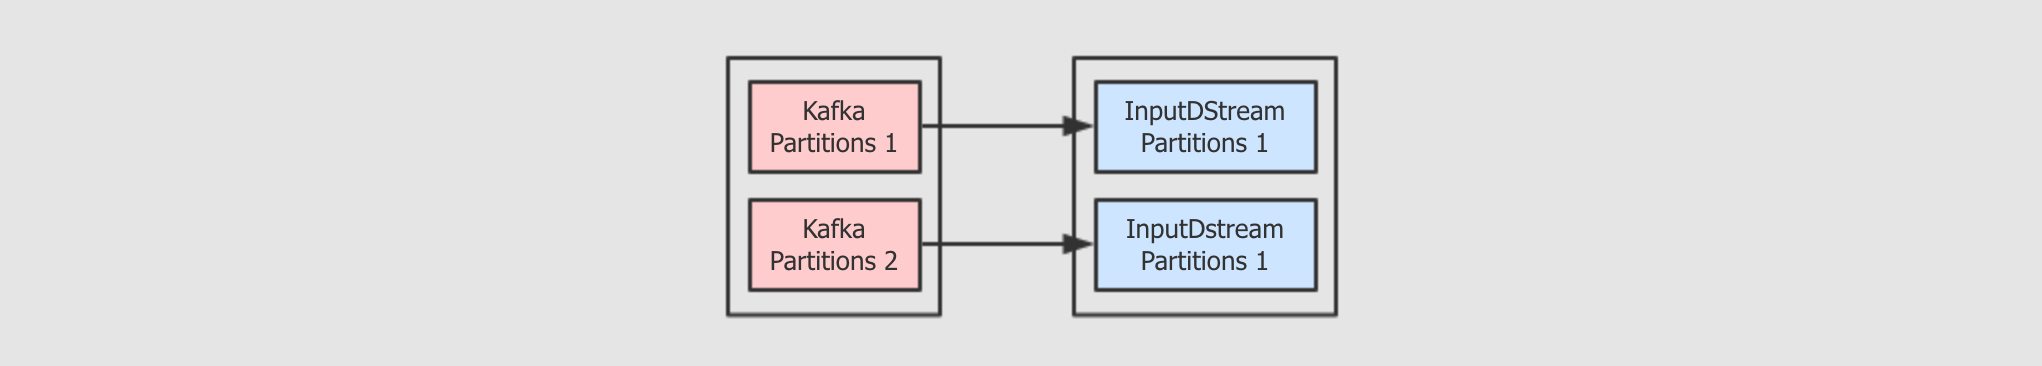 Kafka
Partitions 1
InputDStream
Partitions 1
Kafka
Partitions 2
InputDstream
Partitions 1